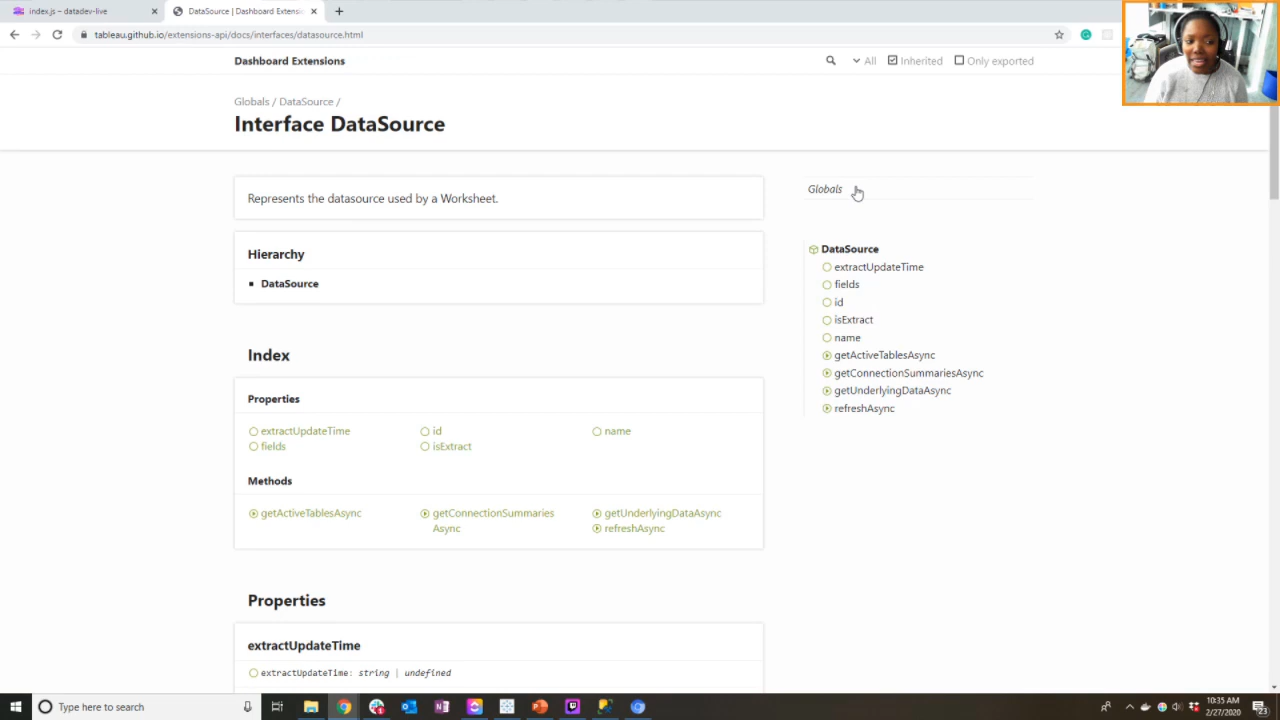 index.js – datadev-live
DataSource | Dashboard Extensio
tableau.github.io/extensions-api/docs/interfaces/datasource.html
Dashboard Extensions
All
Inherited
Only exported
Globals / DataSource /
Interface DataSource
Represents the datasource used by a Worksheet.
Hierarchy
DataSource
Index
Properties
extractUpdateTime
id
name
fields
isExtract
Methods
getActiveTablesAsync
getConnectionSummaries
Async
getUnderlyingDataAsync
refreshAsync
Properties
extractUpdateTime
extractUpdateTime: string | undefined
Globals
DataSource
extractUpdateTime
fields
id
isExtract
name
getActiveTablesAsync
getConnectionSummariesAsync
getUnderlyingDataAsync
refreshAsync
Type here to search
10:35 AM
2/27/2020
23